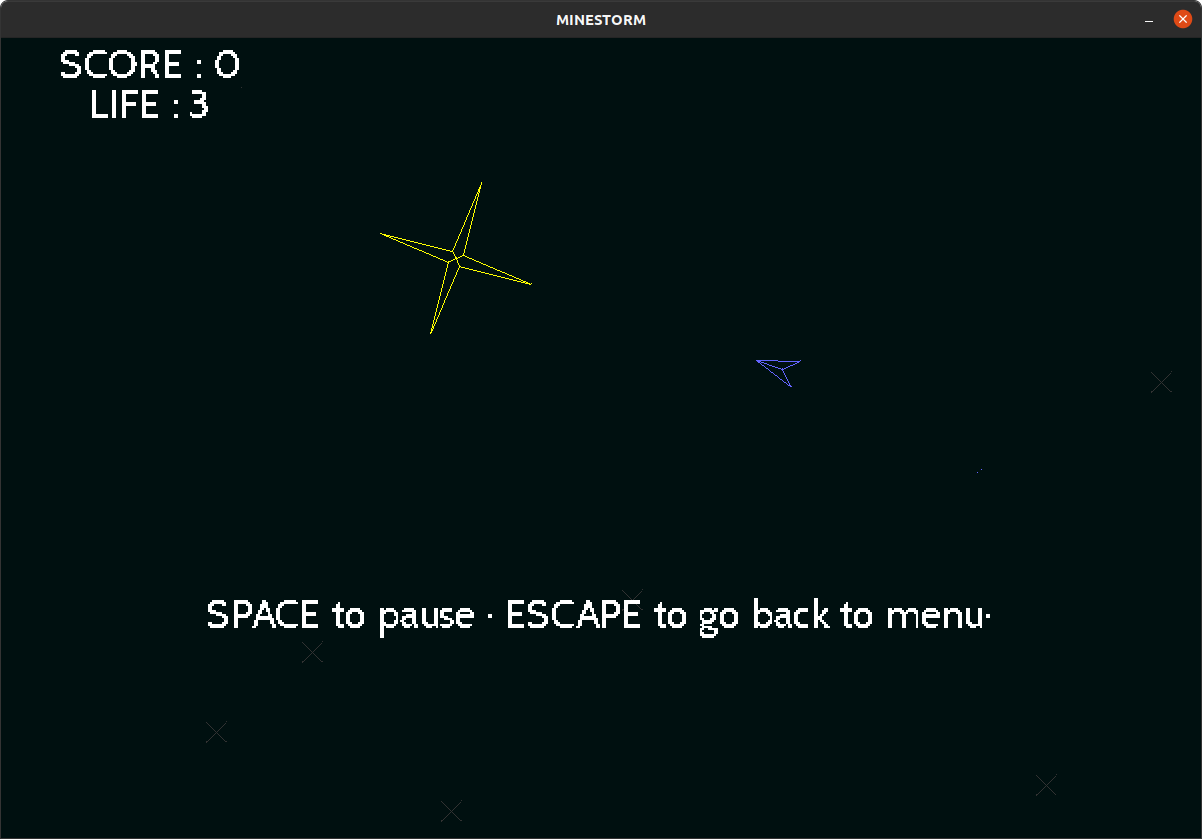 MINESTORM
SCORE : 0
LIFE : 3
SPACE to pause · ESCAPE to go back to menu·